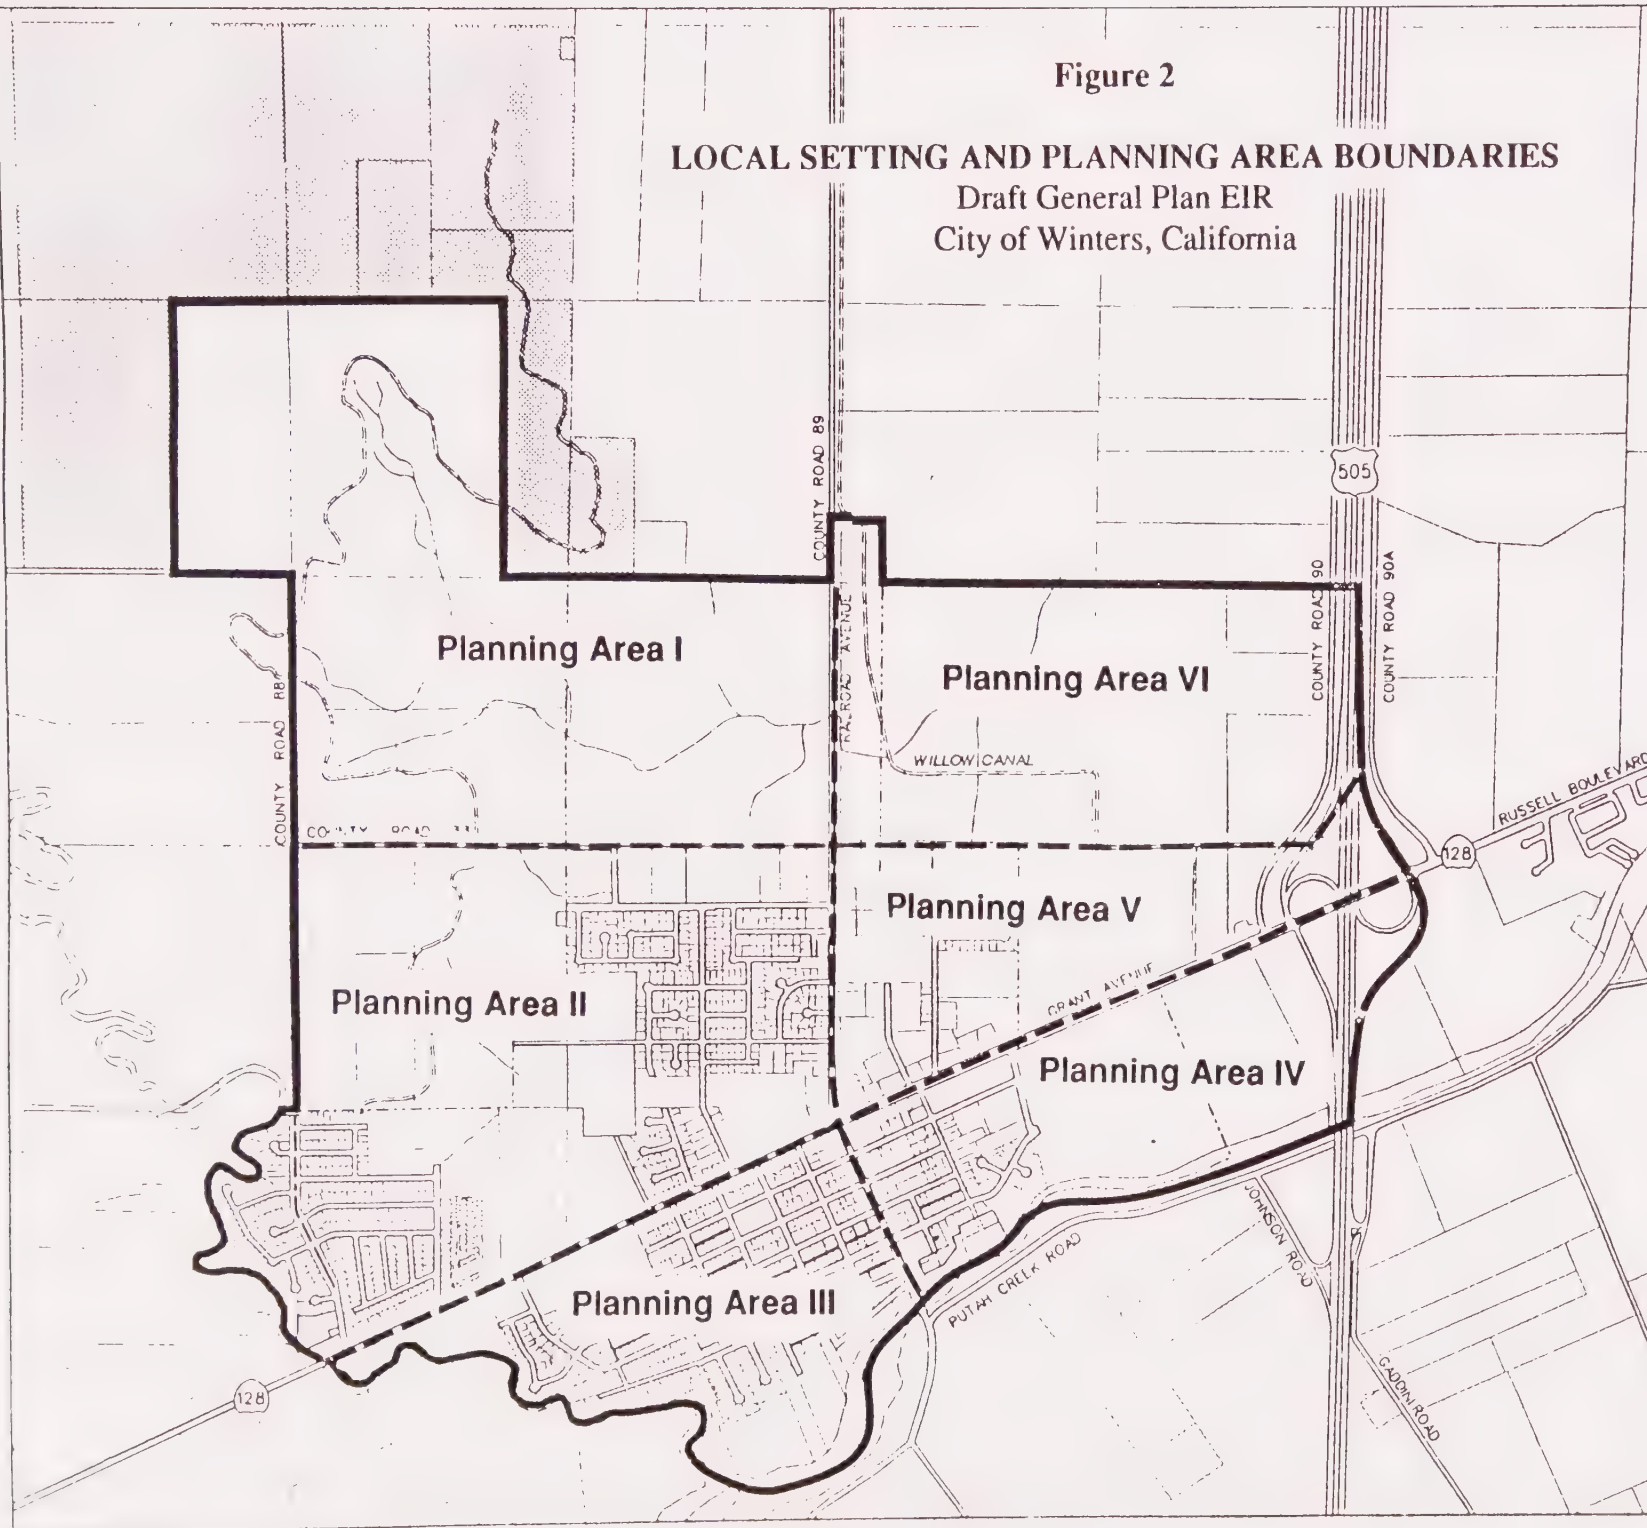 Figure 2
LOCAL SETTING AND PLANNING AREA BOUNDARIES
Draft General Plan EIR
City of Winters, California
COUNTY ROAD 89
505
COUNTY ROAD 90
COUNTY ROAD 90A
Planning Area I
RAILROAD AVENUE
Planning Area VI
COUNTY ROAD
WILLOW CANAL
RUSSELL BOULEVARD
COUNTY ROAD
128
Planning Area V
Planning Area II
GRANT AVENUE
Planning Area IV
JOHNSON ROAD
PUTAH CREEK ROAD
Planning Area III
128
GADDINI ROAD